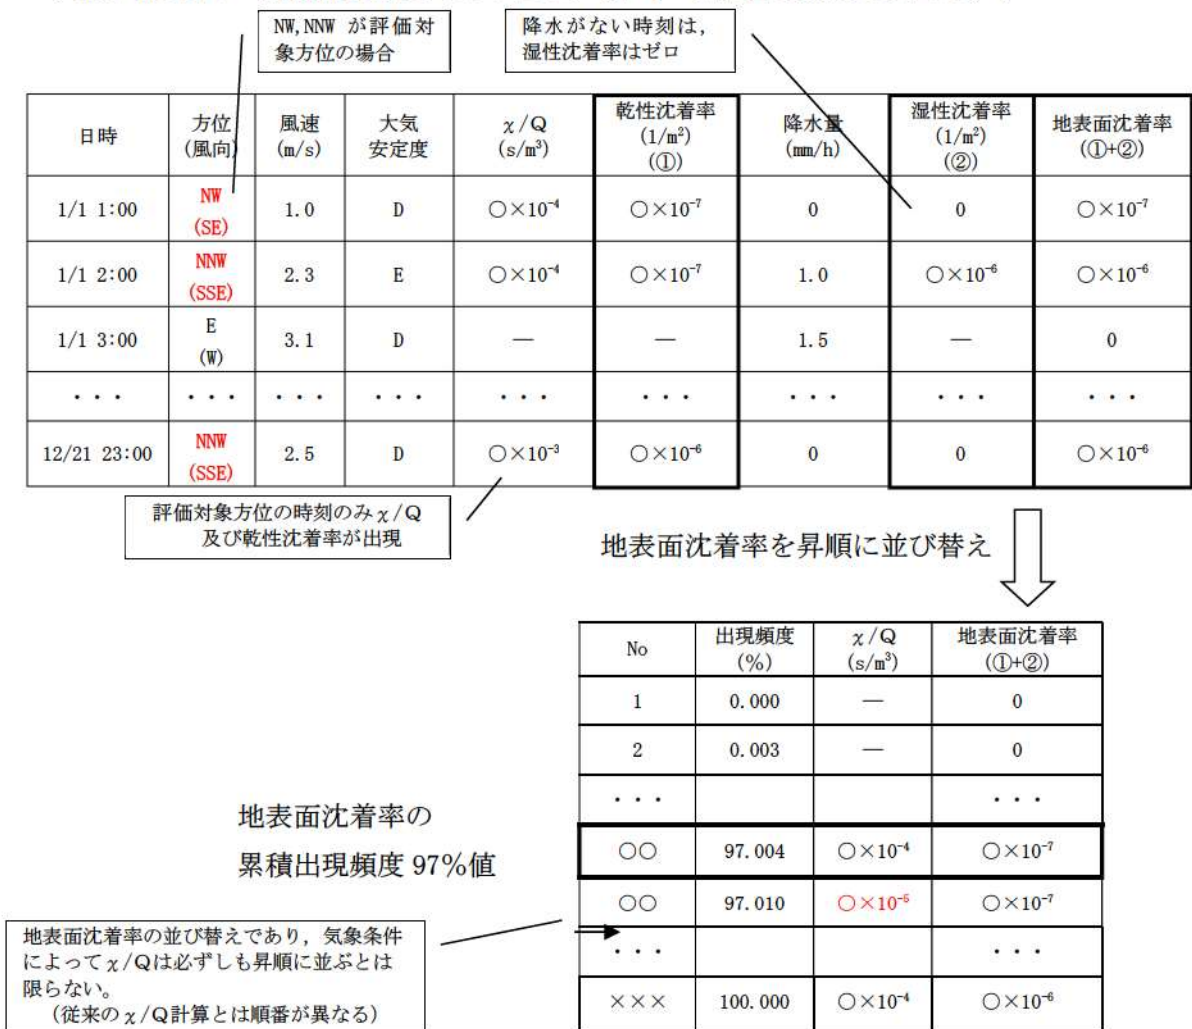 NW, NNW が評価対
象方位の場合
降水がない時刻は，
湿性沈着率はゼロ
日時 方位 (風向) 風速 (m/s) 大気安定度 χ/Q (s/m³) 乾性沈着率 (1/m²) (①) 降水量 (mm/h) 湿性沈着率 (1/m²) (②) 地表面沈着率 (①+②)
1/1 1:00 NW (SE) 1.0 D ○×10⁻⁴ ○×10⁻⁷ 0 0 ○×10⁻⁷
1/1 2:00 NNW (SSE) 2.3 E ○×10⁻⁴ ○×10⁻⁷ 1.0 ○×10⁻⁶ ○×10⁻⁶
1/1 3:00 E (W) 3.1 D — — 1.5 — 0
・・・ ・・・ ・・・ ・・・ ・・・ ・・・ ・・・ ・・・ ・・・
12/21 23:00 NNW (SSE) 2.5 D ○×10⁻³ ○×10⁻⁶ 0 0 ○×10⁻⁶
評価対象方位の時刻のみχ/Q
及び乾性沈着率が出現
地表面沈着率を昇順に並び替え
No 出現頻度 (%) χ/Q (s/m³) 地表面沈着率 (①+②)
1 0.000 — 0
2 0.003 — 0
・・・ ・・・
○○ 97.004 ○×10⁻⁴ ○×10⁻⁷
○○ 97.010 ○×10⁻⁵ ○×10⁻⁷
・・・ ・・・
××× 100.000 ○×10⁻⁴ ○×10⁻⁶
地表面沈着率の
累積出現頻度 97%値
地表面沈着率の並び替えであり，気象条件
によってχ/Qは必ずしも昇順に並ぶとは
限らない。
（従来のχ/Q計算とは順番が異なる）